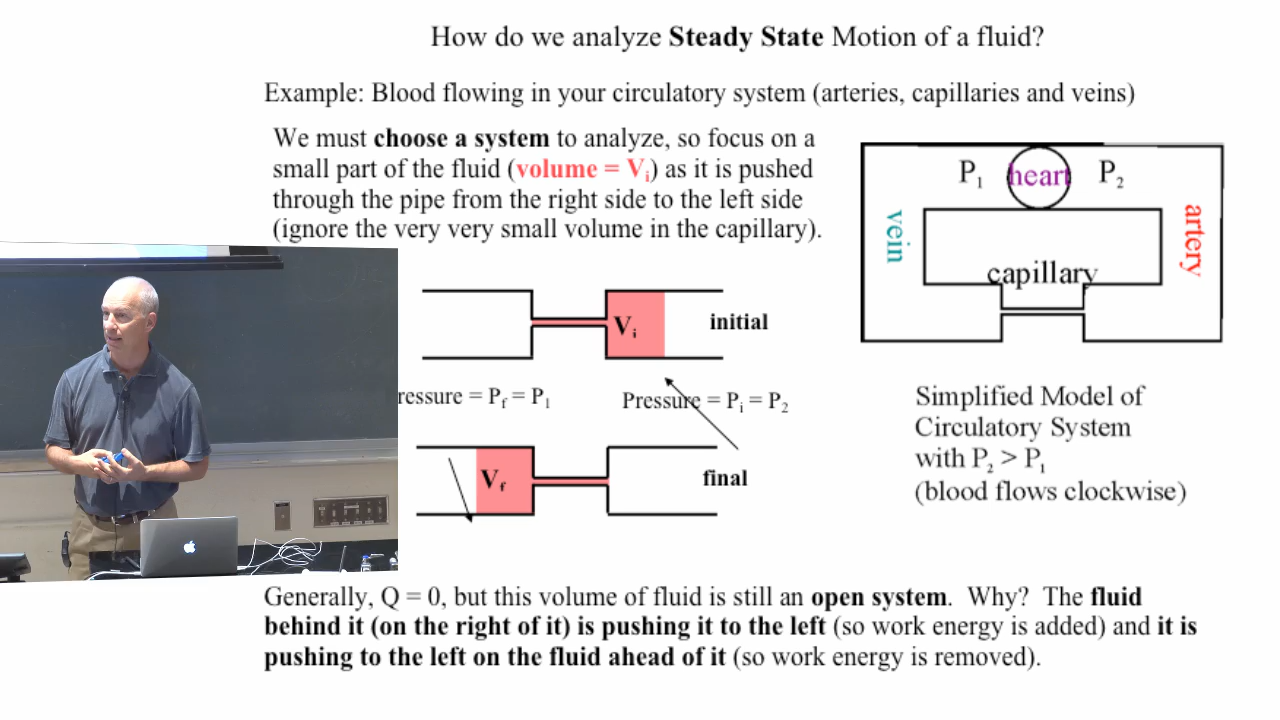 How do we analyze Steady State Motion of a fluid?
Example: Blood flowing in your circulatory system (arteries, capillaries and veins)
We must choose a system to analyze, so focus on a
small part of the fluid (volume = Vi) as it is pushed
through the pipe from the right side to the left side
(ignore the very very small volume in the capillary).
P1 heart P2
vein
artery
capillary
Vi initial
ressure = Pf = P1
Pressure = Pi = P2
Vf final
Simplified Model of
Circulatory System
with P2 > P1
(blood flows clockwise)
Generally, Q = 0, but this volume of fluid is still an open system. Why? The fluid
behind it (on the right of it) is pushing it to the left (so work energy is added) and it is
pushing to the left on the fluid ahead of it (so work energy is removed).